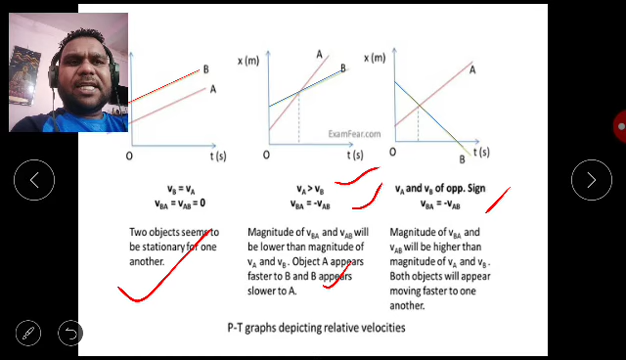 B
A
O
t (s)
x (m)
A
B
ExamFear.com
O
t (s)
x (m)
A
B
O
t (s)
vB = vA
vBA = vAB = 0
Two objects seems to
be stationary for one
another.
vA > vB
vBA = -vAB
Magnitude of vBA and vAB will
be lower than magnitude of
vA and vB. Object A appears
faster to B and B appears
slower to A.
vA and vB of opp. Sign
vBA = -vAB
Magnitude of vBA and
vAB will be higher than
magnitude of vA and vB.
Both objects will appear
moving faster to one
another.
P-T graphs depicting relative velocities